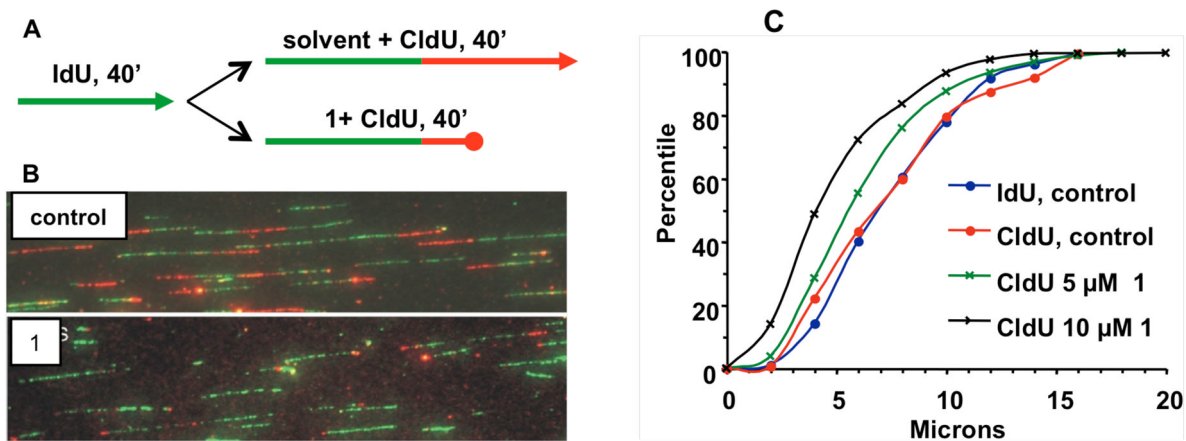 A
IdU, 40’
solvent + CldU, 40’
1+ CldU, 40’
B
control
1 s
C
Percentile
100
80
60
40
20
0
0 5 10 15 20
Microns
IdU, control
CldU, control
CldU 5 µM 1
CldU 10 µM 1